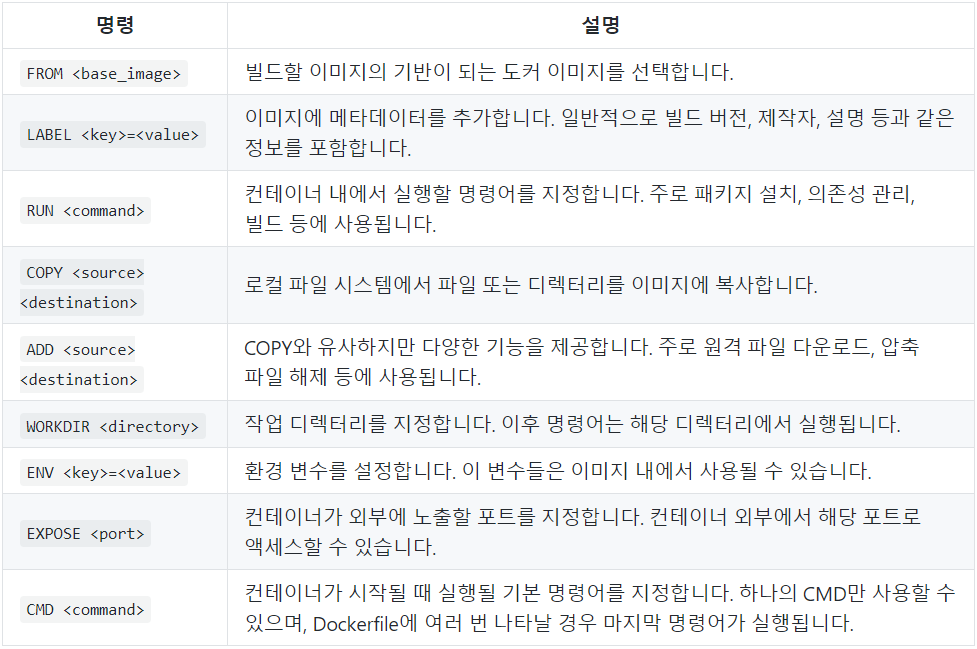 명령
설명
FROM <base_image>
빌드할 이미지의 기반이 되는 도커 이미지를 선택합니다.
LABEL <key>=<value>
이미지에 메타데이터를 추가합니다. 일반적으로 빌드 버전, 제작자, 설명 등과 같은
정보를 포함합니다.
RUN <command>
컨테이너 내에서 실행할 명령어를 지정합니다. 주로 패키지 설치, 의존성 관리,
빌드 등에 사용됩니다.
COPY <source>
<destination>
로컬 파일 시스템에서 파일 또는 디렉터리를 이미지에 복사합니다.
ADD <source>
<destination>
COPY와 유사하지만 다양한 기능을 제공합니다. 주로 원격 파일 다운로드, 압축
파일 해제 등에 사용됩니다.
WORKDIR <directory>
작업 디렉터리를 지정합니다. 이후 명령어는 해당 디렉터리에서 실행됩니다.
ENV <key>=<value>
환경 변수를 설정합니다. 이 변수들은 이미지 내에서 사용될 수 있습니다.
EXPOSE <port>
컨테이너가 외부에 노출할 포트를 지정합니다. 컨테이너 외부에서 해당 포트로
액세스할 수 있습니다.
CMD <command>
컨테이너가 시작될 때 실행될 기본 명령어를 지정합니다. 하나의 CMD만 사용할 수
있으며, Dockerfile에 여러 번 나타날 경우 마지막 명령어가 실행됩니다.